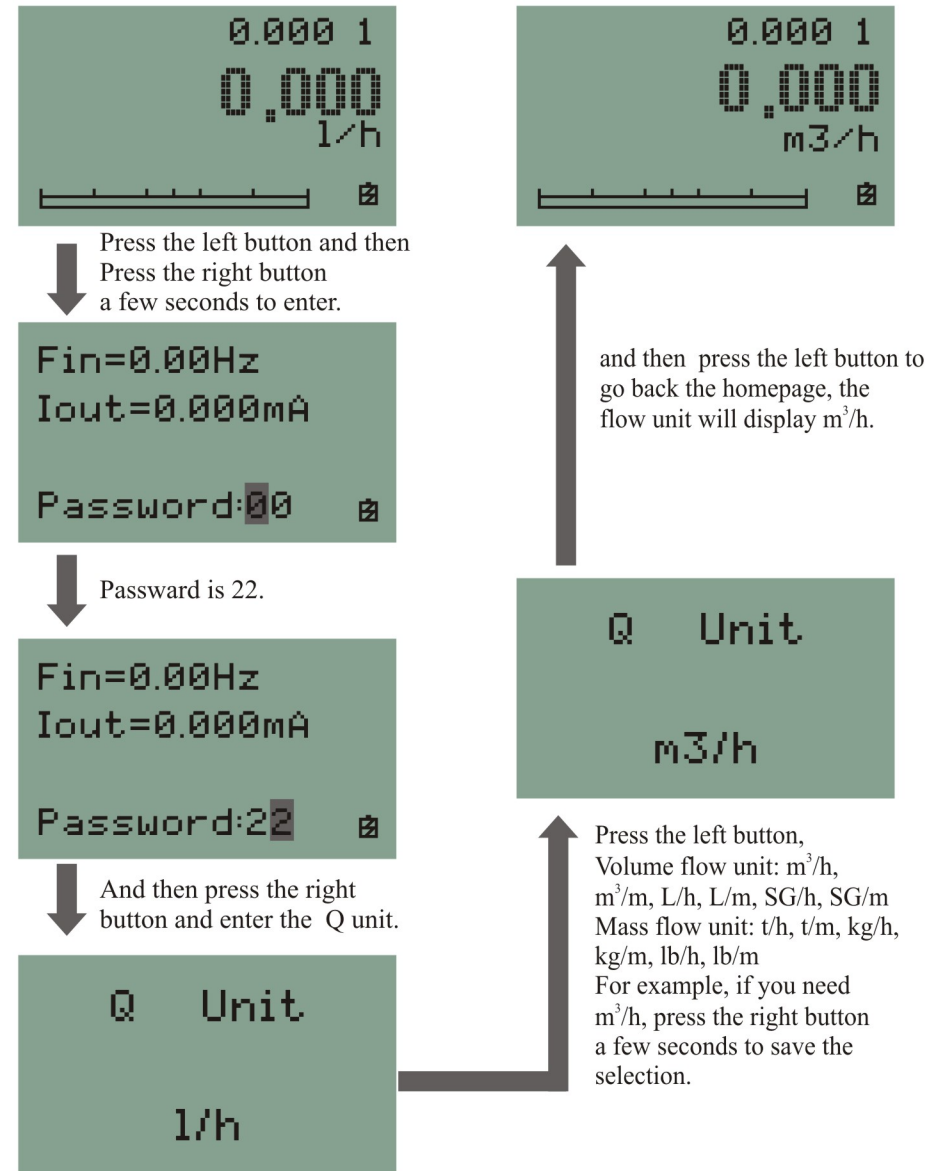 0.000 1
0.000
l/h
Press the left button and then
Press the right button
a few seconds to enter.
Fin=0.00Hz
Iout=0.000mA
Password:00
Passward is 22.
Fin=0.00Hz
Iout=0.000mA
Password:22
And then press the right
button and enter the Q unit.
Q Unit
l/h
Press the left button,
Volume flow unit: m³/h,
m³/m, L/h, L/m, SG/h, SG/m
Mass flow unit: t/h, t/m, kg/h,
kg/m, lb/h, lb/m
For example, if you need
m³/h, press the right button
a few seconds to save the
selection.
Q Unit
m3/h
and then press the left button to
go back the homepage, the
flow unit will display m³/h.
0.000 1
0.000
m3/h